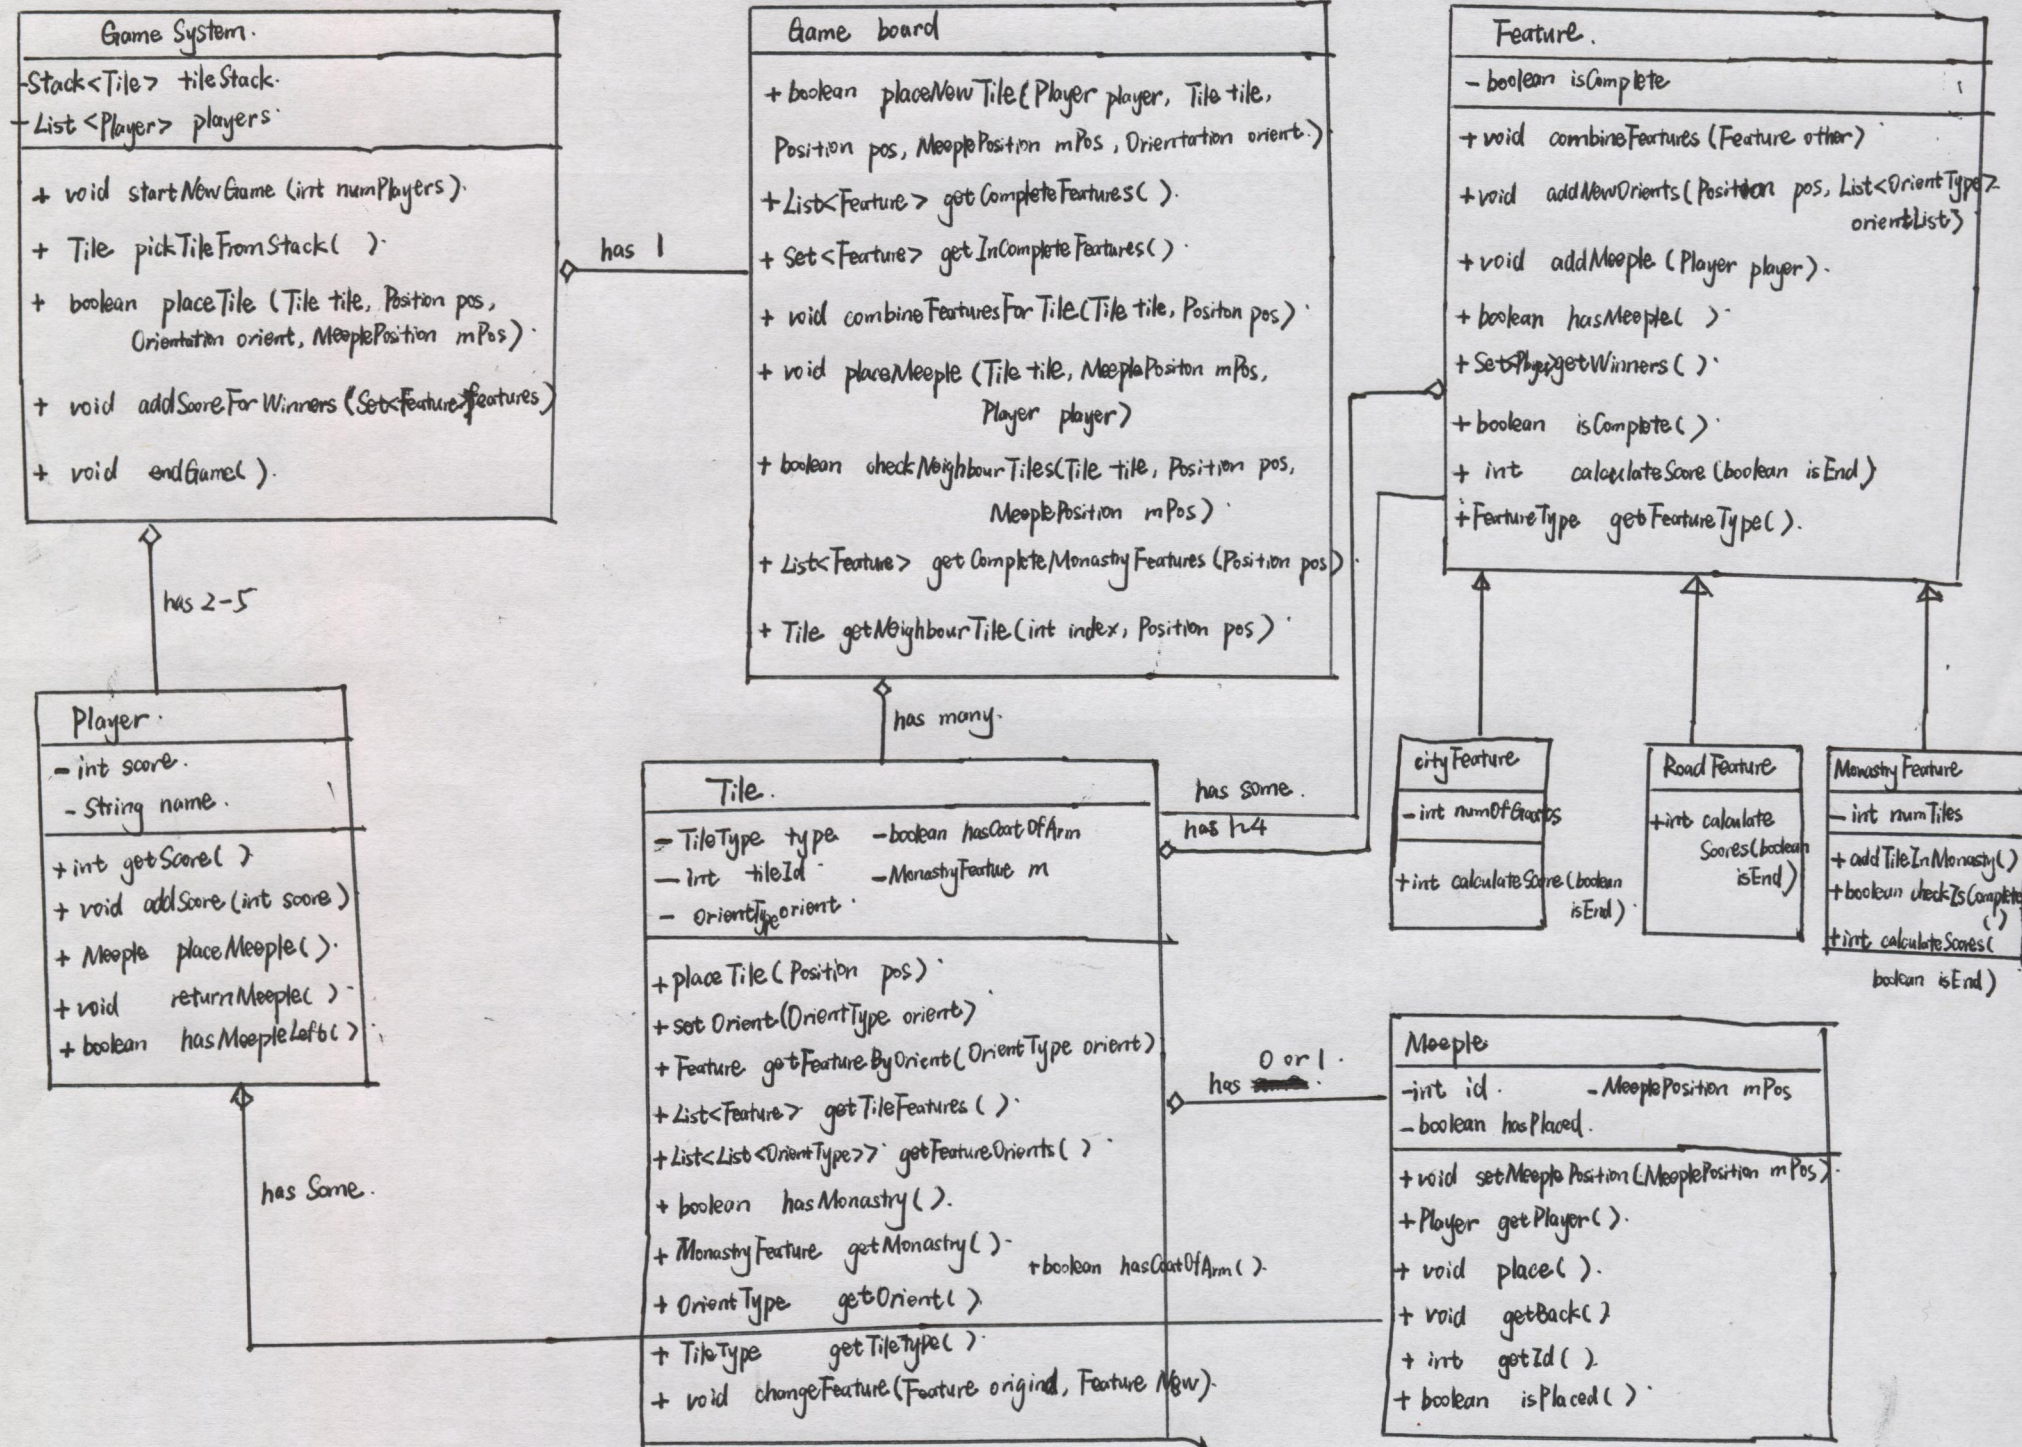 Game System.
-Stack<Tile> tileStack.
-List<Player> players.
+ void startNewGame (int numPlayers).
+ Tile pickTileFromStack( ).
+ boolean placeTile (Tile tile, Position pos,
Orientation orient, MeeplePosition mPos).
+ void addScoreForWinners (Set<Feature>features)
+ void endGame( ).
has 1
has 2-5
Game board
+ boolean placeNewTile(Player player, Tile tile,
Position pos, MeeplePosition mPos, Orientation orient.)
+List<Feature> getCompleteFeatures( ).
+ Set<Feature> getInCompleteFeatures( ).
+ void combineFeaturesForTile(Tile tile, Positon pos).
+ void placeMeeple (Tile tile, MeeplePositon mPos,
Player player)
+ boolean checkNeighbourTiles(Tile tile, Position pos,
MeeplePosition mPos).
+ List<Feature> getCompleteMonastryFeatures (Position pos).
+ Tile getNeighbourTile(int index, Position pos).
has many.
Feature.
- boolean isComplete
+void combineFeatures (Feature other).
+void addNewOrients(Position pos, List<OrientType>
orientList)
+void addMeeple (Player player).
+ boolean hasMeeple( ).
+ getWinners( ).
+ boolean isComplete( ).
+ int calculateScore (boolean isEnd)
+FeatureType getFeatureType( ).
Player.
- int score.
- String name.
+ int getScore( )
+ void addScore (int score)
+ Meeple placeMeeple( ).
+void returnMeeple( ).
+ boolean hasMeepleLeft( ).
has Some.
Tile.
- TileType type -boolean hasCoatOfArm
- int tileId. -MonastryFeature m
- OrientType orient.
+place Tile (Position pos).
+set Orient(OrientType orient)
+ Feature getFeatureByOrient(OrientType orient)
+List<Feature> getTileFeatures ( ).
+List<List<OrientType>> getFeatureOrients( ).
+ boolean hasMonastry( ).
+ MonastryFeature getMonastry( ).
+boolean hasCoatOfArm( ).
+ OrientType getOrient( )
+ TileType getTileType( ).
+ void changeFeature(Feature , Feature New).
has some.
has 1~4
has 0 or 1.
cityFeature
-int
+int calculateScore (boolean
isEnd).
RoadFeature
+int calculate
Scores(boolean
isEnd)
MonastryFeature
- int numTiles
+addTileInMonasty( )
+boolean checkIsComplete
( )
+int calculateScores(
boolean isEnd)
Meeple
-int id. -MeeplePosition mPos
-boolean hasPlaced.
+void setMeeplePosition (MeeplePosition mPos).
+Player getPlayer( ).
+ void place( ).
+ void getBack( )
+ int getId ( ).
+ boolean isPlaced( ).